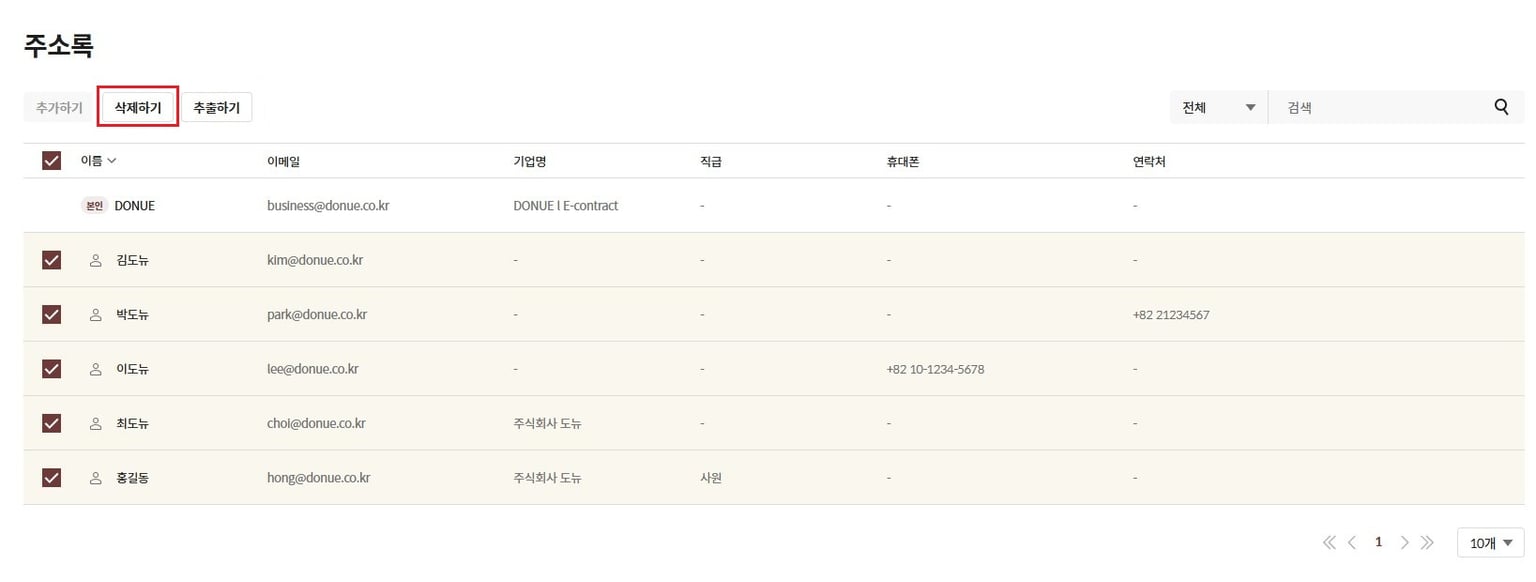 주소록
추가하기 삭제하기 추출하기 전체 검색
이름 이메일 기업명 직급 휴대폰 연락처
본인 DONUE business@donue.co.kr DONUE l E-contract - - -
김도뉴 kim@donue.co.kr - - - -
박도뉴 park@donue.co.kr - - - +82 21234567
이도뉴 lee@donue.co.kr - - +82 10-1234-5678 -
최도뉴 choi@donue.co.kr 주식회사 도뉴 - - -
홍길동 hong@donue.co.kr 주식회사 도뉴 사원 - -
1 10개